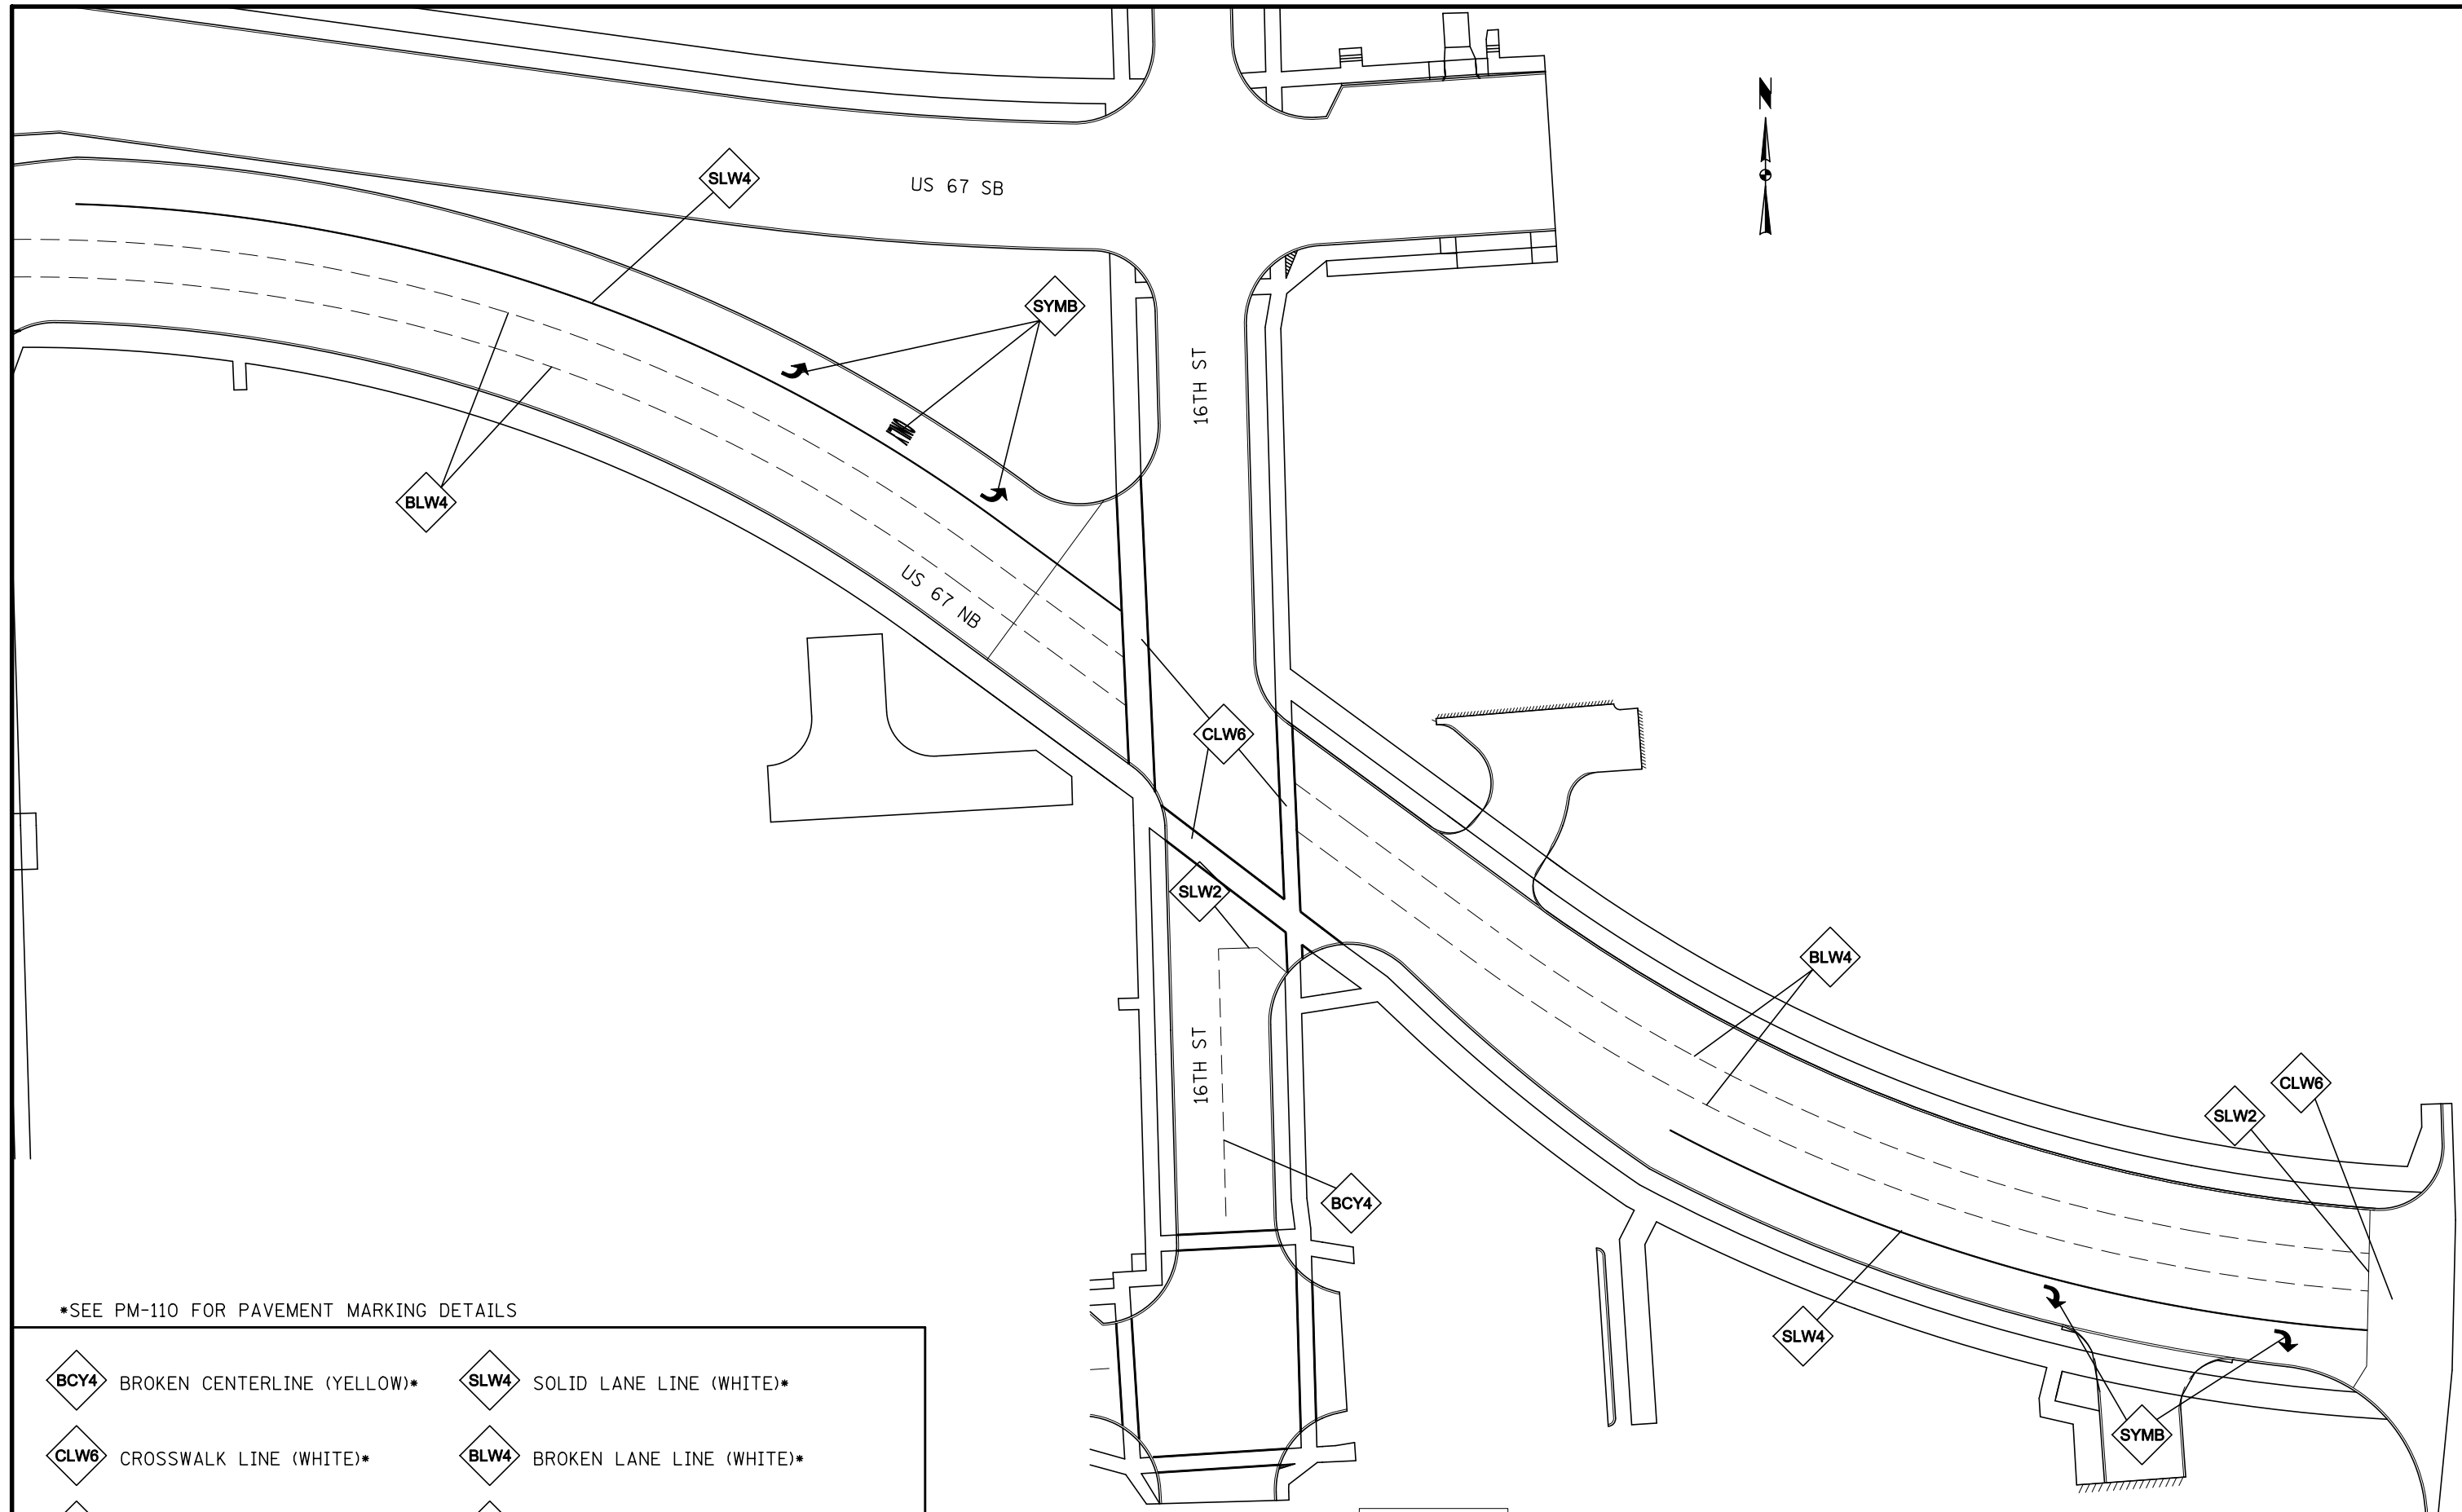 N
SLW4
US 67 SB
SYMB
16TH ST
BLW4
US 67 NB
CLW6
SLW2
BLW4
16TH ST
CLW6
SLW2
BCY4
SLW4
SYMB
*SEE PM-110 FOR PAVEMENT MARKING DETAILS
BCY4 BROKEN CENTERLINE (YELLOW)*
SLW4 SOLID LANE LINE (WHITE)*
CLW6 CROSSWALK LINE (WHITE)*
BLW4 BROKEN LANE LINE (WHITE)*